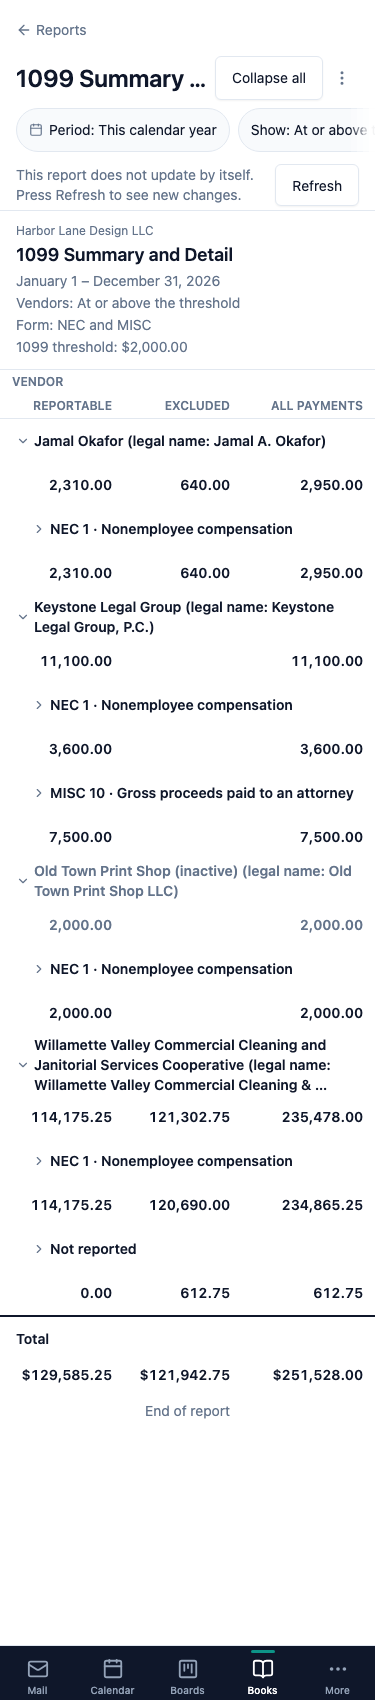 Reports
1099 Summary ...
Collapse all
Period: This calendar year
Show: At or above t
This report does not update by itself.
Press Refresh to see new changes.
Refresh
Harbor Lane Design LLC
1099 Summary and Detail
January 1 – December 31, 2026
Vendors: At or above the threshold
Form: NEC and MISC
1099 threshold: $2,000.00
VENDOR
REPORTABLE EXCLUDED ALL PAYMENTS
Jamal Okafor (legal name: Jamal A. Okafor)
2,310.00 640.00 2,950.00
NEC 1 · Nonemployee compensation
2,310.00 640.00 2,950.00
Keystone Legal Group (legal name: Keystone
Legal Group, P.C.)
11,100.00 11,100.00
NEC 1 · Nonemployee compensation
3,600.00 3,600.00
MISC 10 · Gross proceeds paid to an attorney
7,500.00 7,500.00
Old Town Print Shop (inactive) (legal name: Old
Town Print Shop LLC)
2,000.00 2,000.00
NEC 1 · Nonemployee compensation
2,000.00 2,000.00
Willamette Valley Commercial Cleaning and
Janitorial Services Cooperative (legal name:
Willamette Valley Commercial Cleaning & ...
114,175.25 121,302.75 235,478.00
NEC 1 · Nonemployee compensation
114,175.25 120,690.00 234,865.25
Not reported
0.00 612.75 612.75
Total
$129,585.25 $121,942.75 $251,528.00
End of report
Mail Calendar Boards Books More